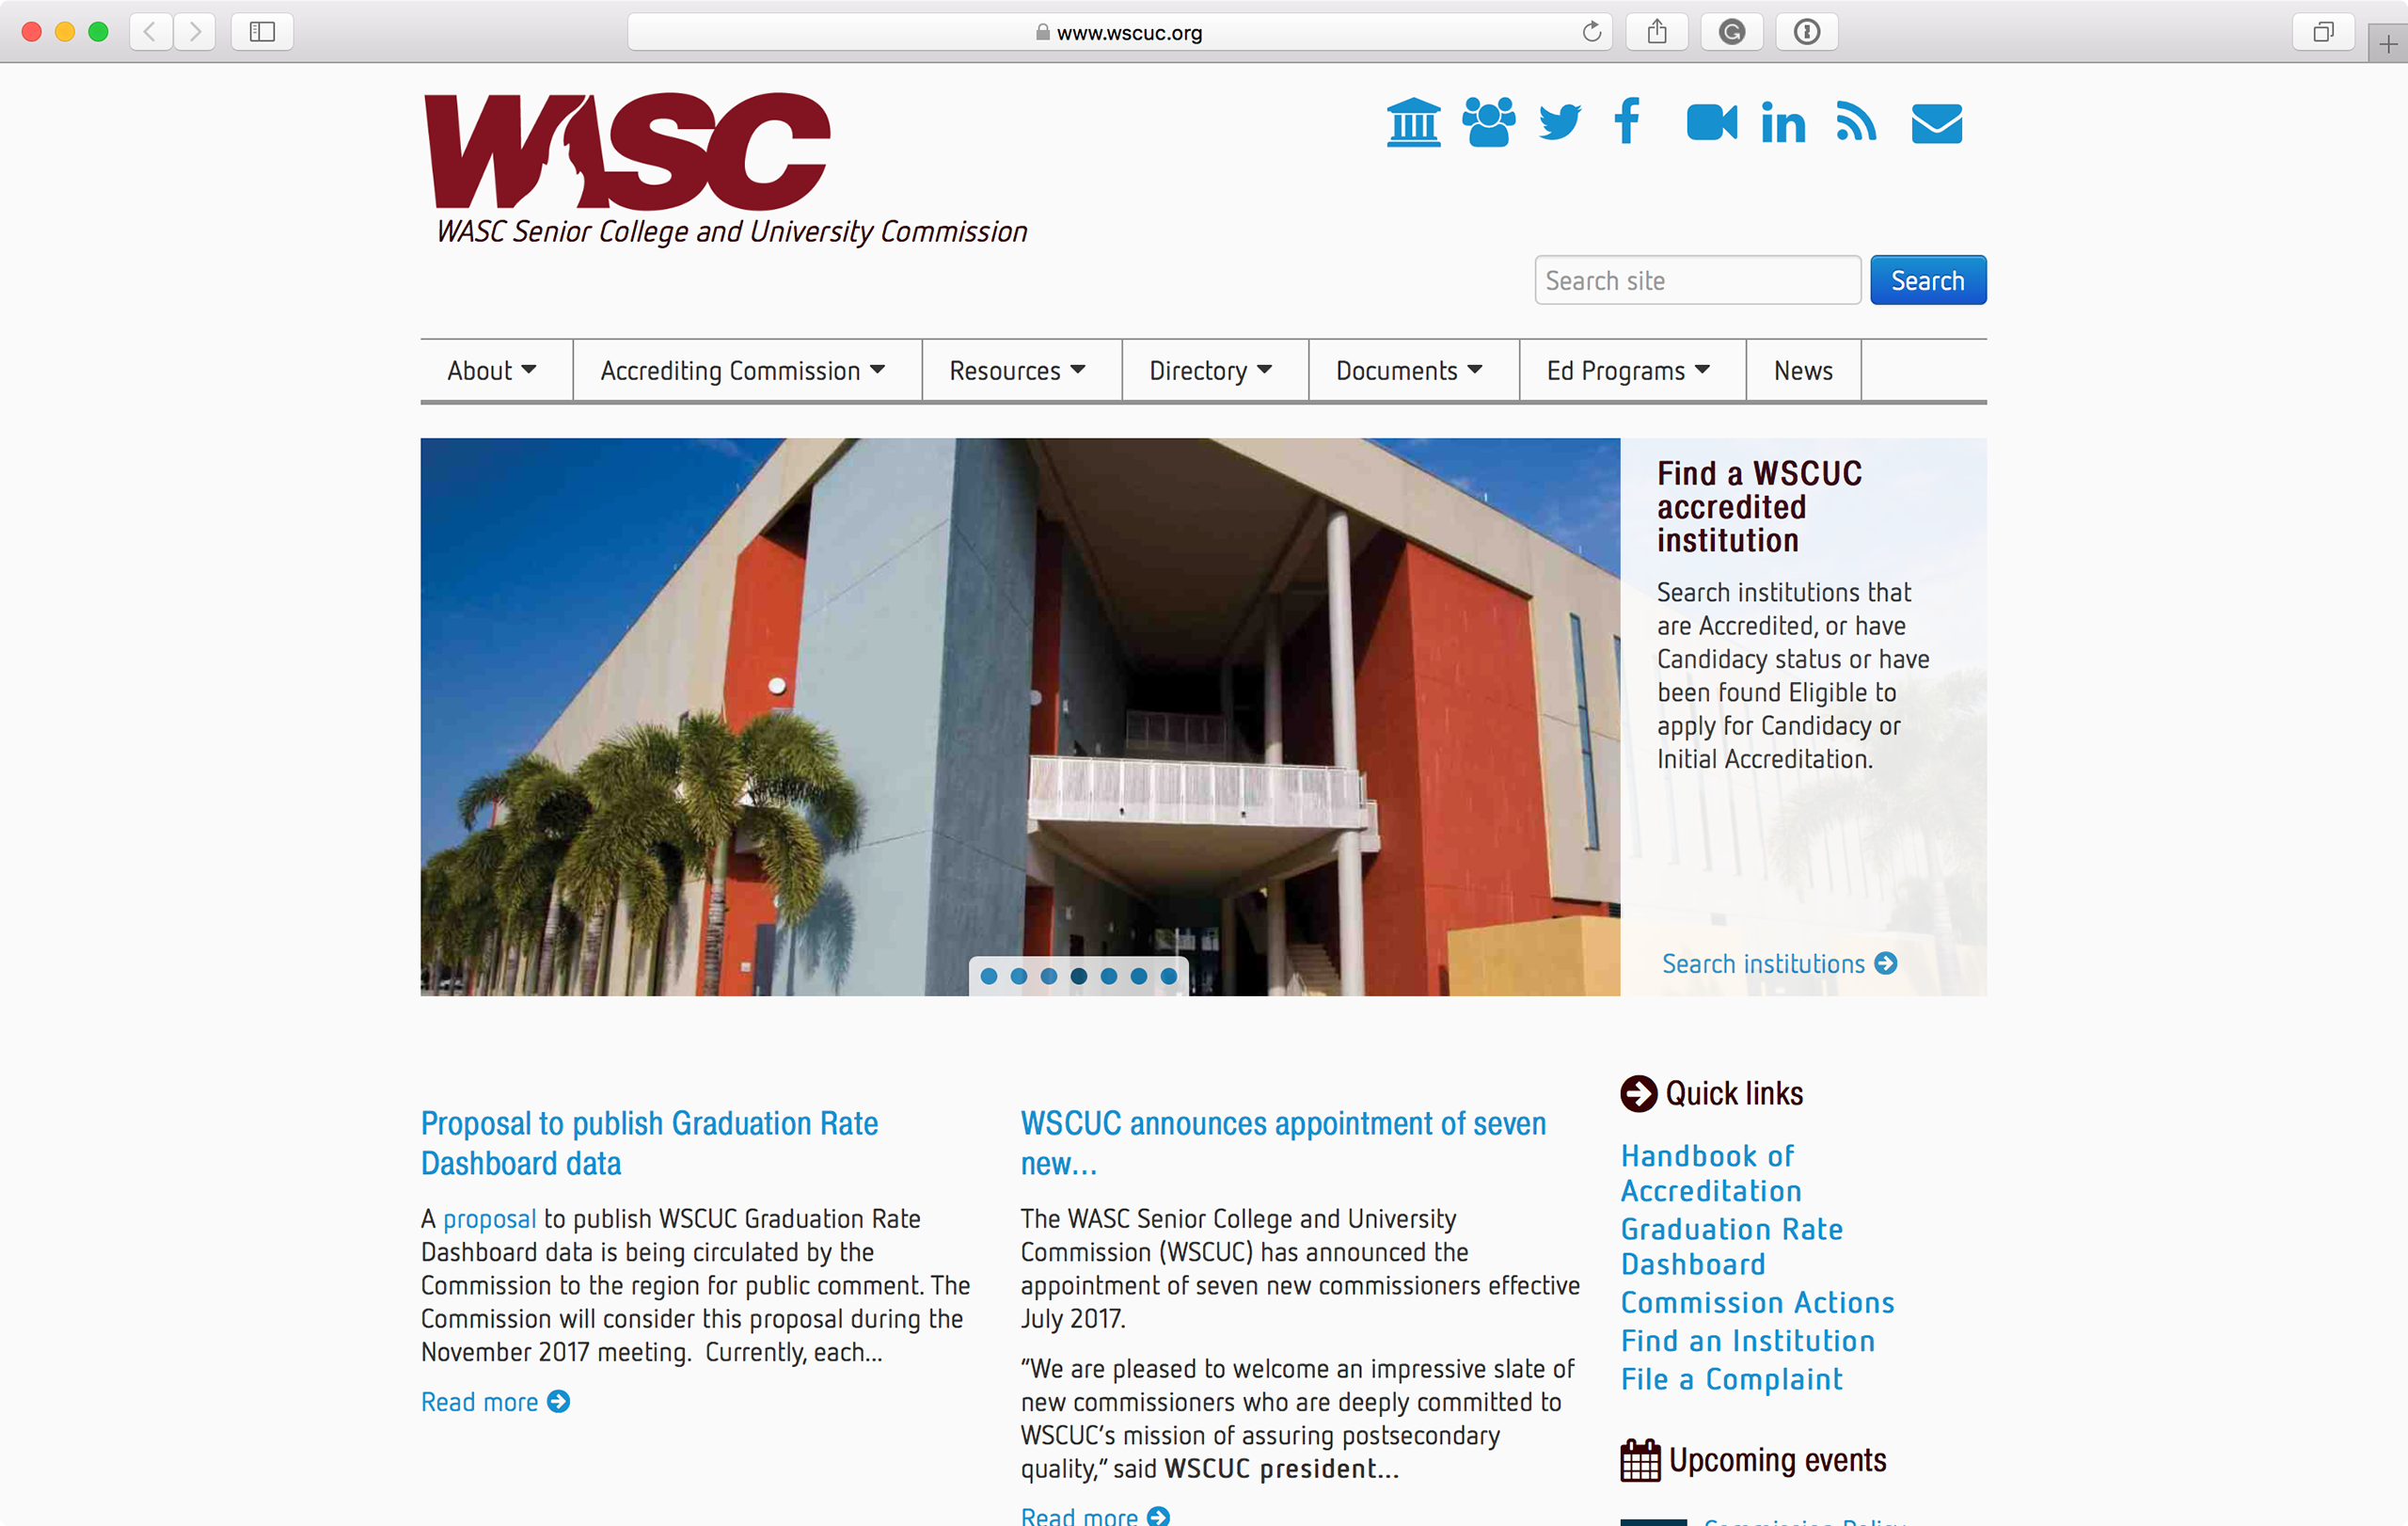 www.wscuc.org
WASC
WASC Senior College and University Commission
Search site
Search
About
Accrediting Commission
Resources
Directory
Documents
Ed Programs
News
Find a WSCUC
accredited
institution
Search institutions that
are Accredited, or have
Candidacy status or have
been found Eligible to
apply for Candidacy or
Initial Accreditation.
Search institutions
Proposal to publish Graduation Rate
Dashboard data
A proposal to publish WSCUC Graduation Rate
Dashboard data is being circulated by the
Commission to the region for public comment. The
Commission will consider this proposal during the
November 2017 meeting.  Currently, each...
Read more
WSCUC announces appointment of seven
new...
The WASC Senior College and University
Commission (WSCUC) has announced the
appointment of seven new commissioners effective
July 2017.
“We are pleased to welcome an impressive slate of
new commissioners who are deeply committed to
WSCUC’s mission of assuring postsecondary
quality,” said WSCUC president...
Read more
Quick links
Handbook of
Accreditation
Graduation Rate
Dashboard
Commission Actions
Find an Institution
File a Complaint
Upcoming events
Commission Policy